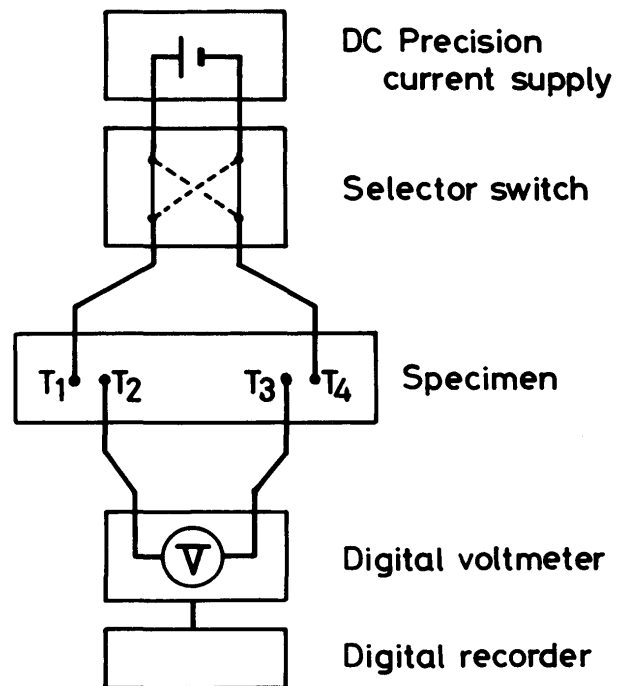 DC Precision
current supply
Selector switch
T1 T2 T3 T4 Specimen
V
Digital voltmeter
Digital recorder